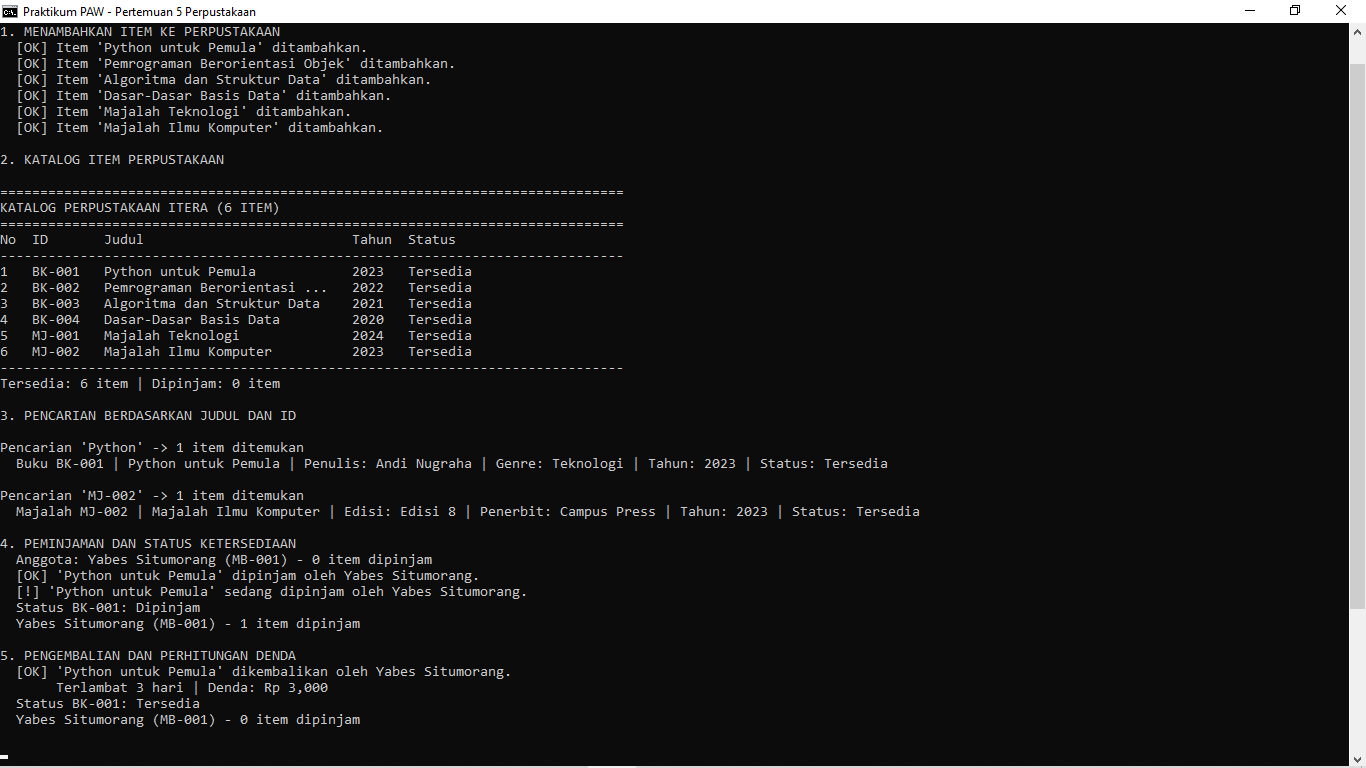 Praktikum PAW - Pertemuan 5 Perpustakaan
1. MENAMBAHKAN ITEM KE PERPUSTAKAAN
[OK] Item 'Python untuk Pemula' ditambahkan.
[OK] Item 'Pemrograman Berorientasi Objek' ditambahkan.
[OK] Item 'Algoritma dan Struktur Data' ditambahkan.
[OK] Item 'Dasar-Dasar Basis Data' ditambahkan.
[OK] Item 'Majalah Teknologi' ditambahkan.
[OK] Item 'Majalah Ilmu Komputer' ditambahkan.
2. KATALOG ITEM PERPUSTAKAAN
==============================================================================
KATALOG PERPUSTAKAAN ITERA (6 ITEM)
==============================================================================
No  ID       Judul                          Tahun  Status
------------------------------------------------------------------------------
1   BK-001   Python untuk Pemula            2023   Tersedia
2   BK-002   Pemrograman Berorientasi ...   2022   Tersedia
3   BK-003   Algoritma dan Struktur Data    2021   Tersedia
4   BK-004   Dasar-Dasar Basis Data         2020   Tersedia
5   MJ-001   Majalah Teknologi              2024   Tersedia
6   MJ-002   Majalah Ilmu Komputer          2023   Tersedia
------------------------------------------------------------------------------
Tersedia: 6 item | Dipinjam: 0 item
3. PENCARIAN BERDASARKAN JUDUL DAN ID
Pencarian 'Python' -> 1 item ditemukan
Buku BK-001 | Python untuk Pemula | Penulis: Andi Nugraha | Genre: Teknologi | Tahun: 2023 | Status: Tersedia
Pencarian 'MJ-002' -> 1 item ditemukan
Majalah MJ-002 | Majalah Ilmu Komputer | Edisi: Edisi 8 | Penerbit: Campus Press | Tahun: 2023 | Status: Tersedia
4. PEMINJAMAN DAN STATUS KETERSEDIAAN
Anggota: Yabes Situmorang (MB-001) - 0 item dipinjam
[OK] 'Python untuk Pemula' dipinjam oleh Yabes Situmorang.
[!] 'Python untuk Pemula' sedang dipinjam oleh Yabes Situmorang.
Status BK-001: Dipinjam
Yabes Situmorang (MB-001) - 1 item dipinjam
5. PENGEMBALIAN DAN PERHITUNGAN DENDA
[OK] 'Python untuk Pemula' dikembalikan oleh Yabes Situmorang.
Terlambat 3 hari | Denda: Rp 3,000
Status BK-001: Tersedia
Yabes Situmorang (MB-001) - 0 item dipinjam